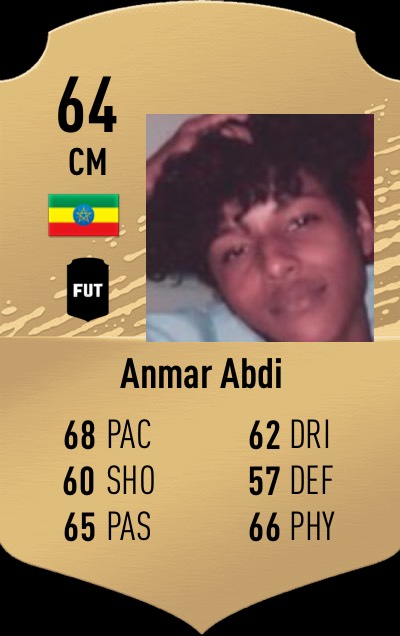 64
CM
FUT
Anmar Abdi
68 PAC
62 DRI
60 SHO
57 DEF
65 PAS
66 PHY